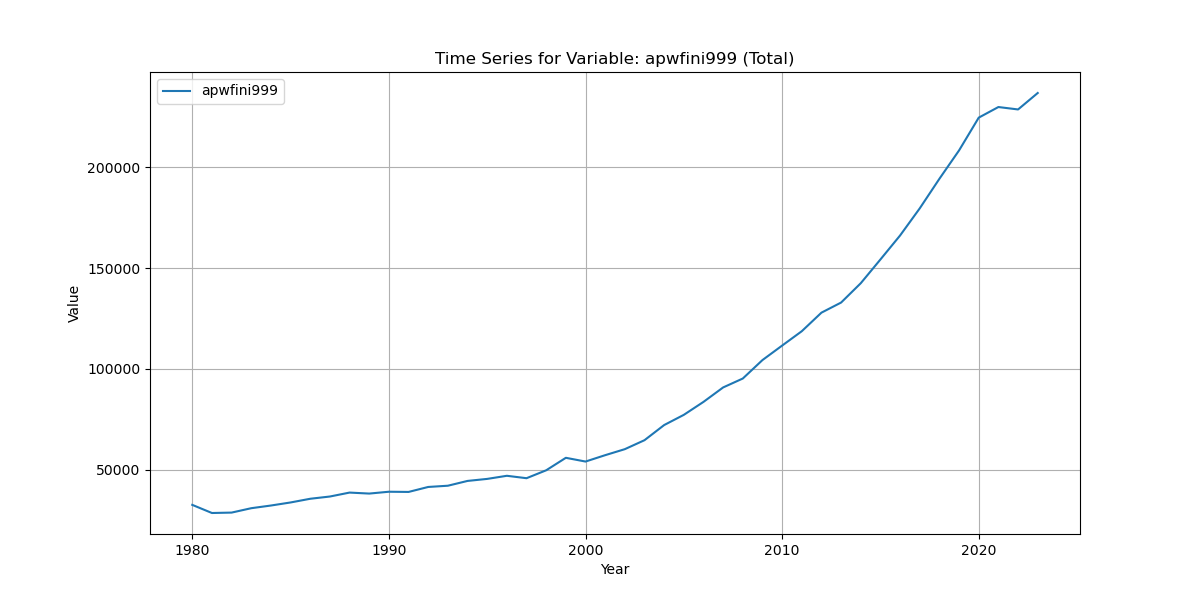 Time Series for Variable: apwfini999 (Total)
apwfini999
Value
200000
150000
100000
50000
1980 1990 2000 2010 2020
Year